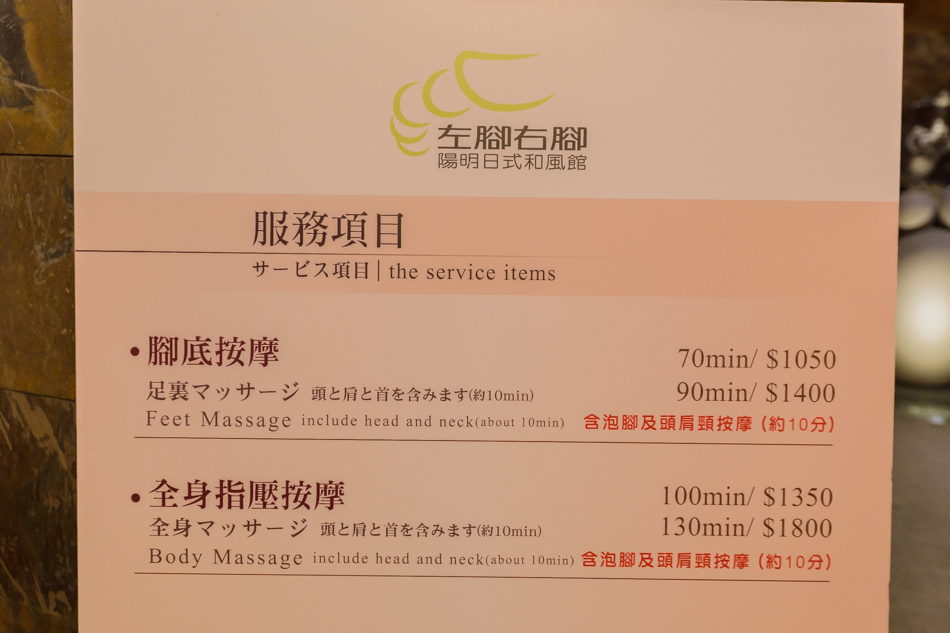 左腳右腳
陽明日式和風館
服務項目
サービス項目 | the service items
•腳底按摩
70min/ $1050
足裏マッサージ 頭と肩と首を含みます(約10min)
90min/ $1400
Feet Massage include head and neck(about 10min) 含泡腳及頭肩頸按摩 (約10分)
•全身指壓按摩
100min/ $1350
全身マッサージ 頭と肩と首を含みます(約10min)
130min/ $1800
Body Massage include head and neck(about 10min) 含泡腳及頭肩頸按摩 (約10分)